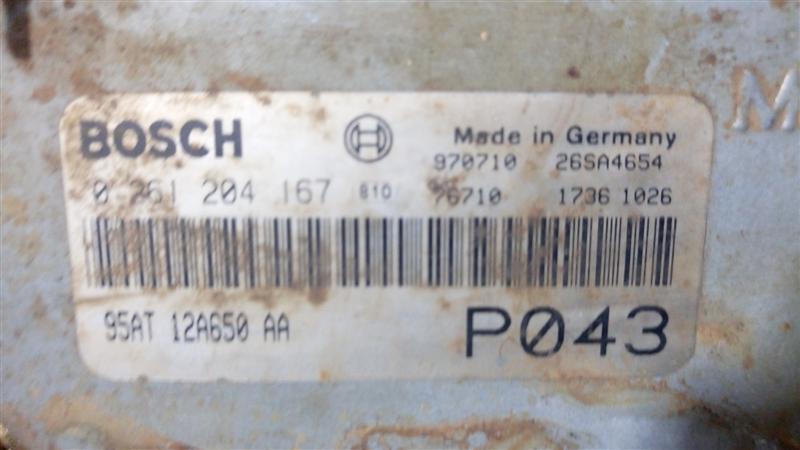 BOSCH Made in Germany
970710 26SA4654
0 261 204 167 810 76710 1736 1026
95AT 12A650 AA P043
M